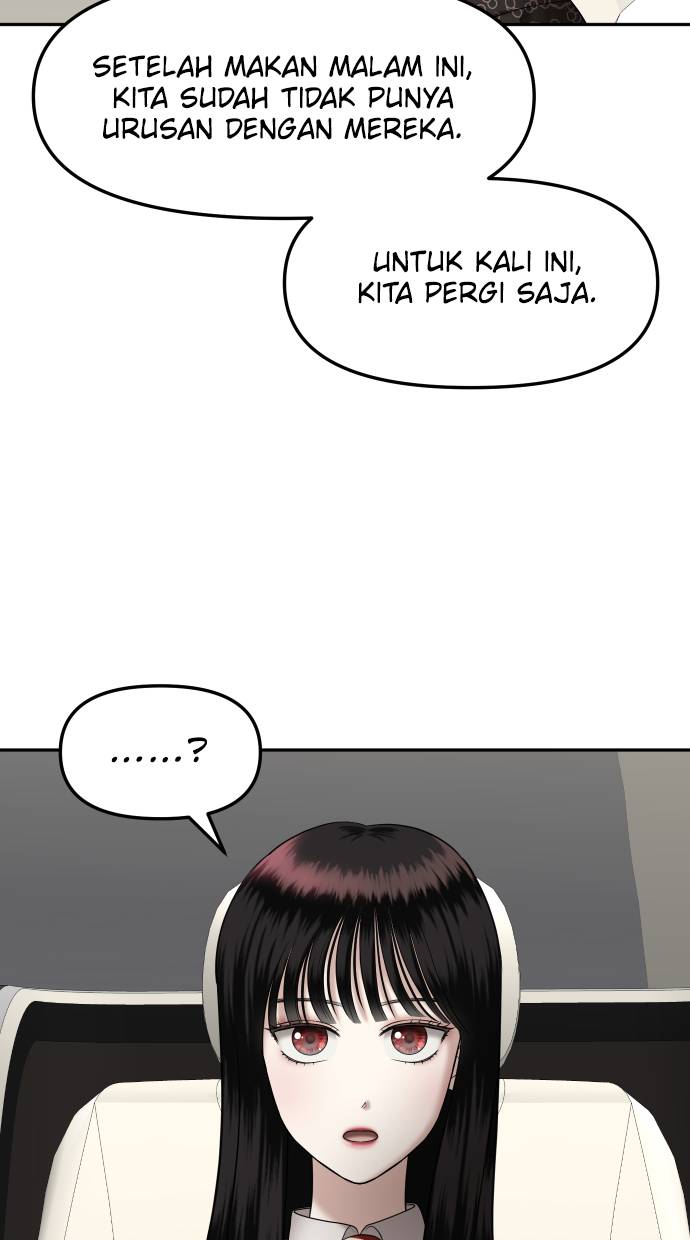 SETELAH MAKAN MALAM INI,
KITA SUDAH TIDAK PUNYA
URUSAN DENGAN MEREKA.
UNTUK KALI INI,
KITA PERGI SAJA.
......?